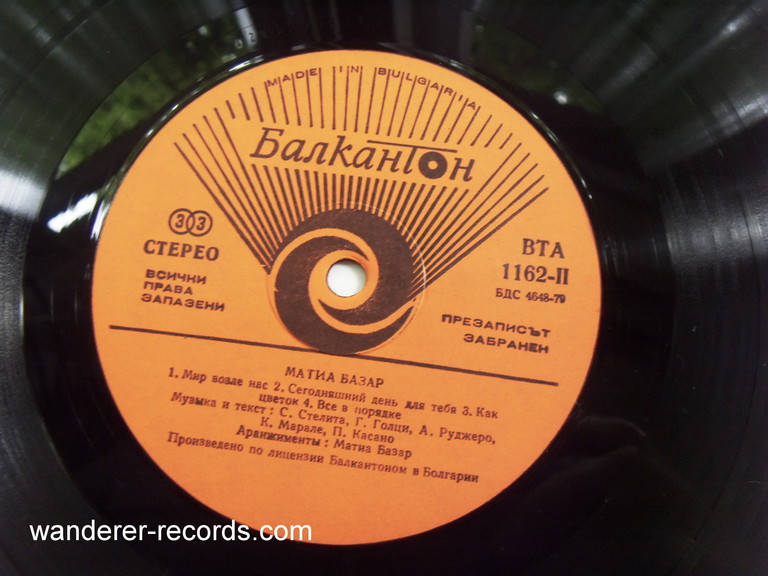 MADE IN BULGARIA
Балкантон
33
СТЕРЕО
ВСИЧКИ
ПРАВА
ЗАПАЗЕНИ
ВТА
1162-II
БДС 4648-79
ПРЕЗАПИСЪТ
ЗАБРАНЕН
МАТИА БАЗАР
1. Мир возле нас 2. Сегодняшний день для тебя 3. Как
цветок 4. Все в порядке
Музыка и текст : С. Стелита, Г. Голци, А. Руджеро,
К. Марале, П. Касано
Аранжименты : Матиа Базар
Произведено по лицензии Балкантоном в Болгарии
wanderer-records.com